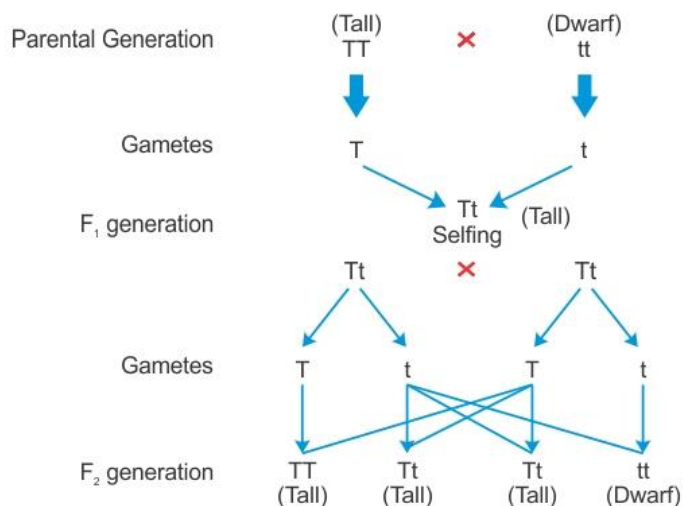 (Tall) (Dwarf)
Parental Generation TT × tt
Gametes T t
F₁ generation Tt (Tall)
Selfing
Tt × Tt
Gametes T t T t
F₂ generation TT Tt Tt tt
(Tall) (Tall) (Tall) (Dwarf)